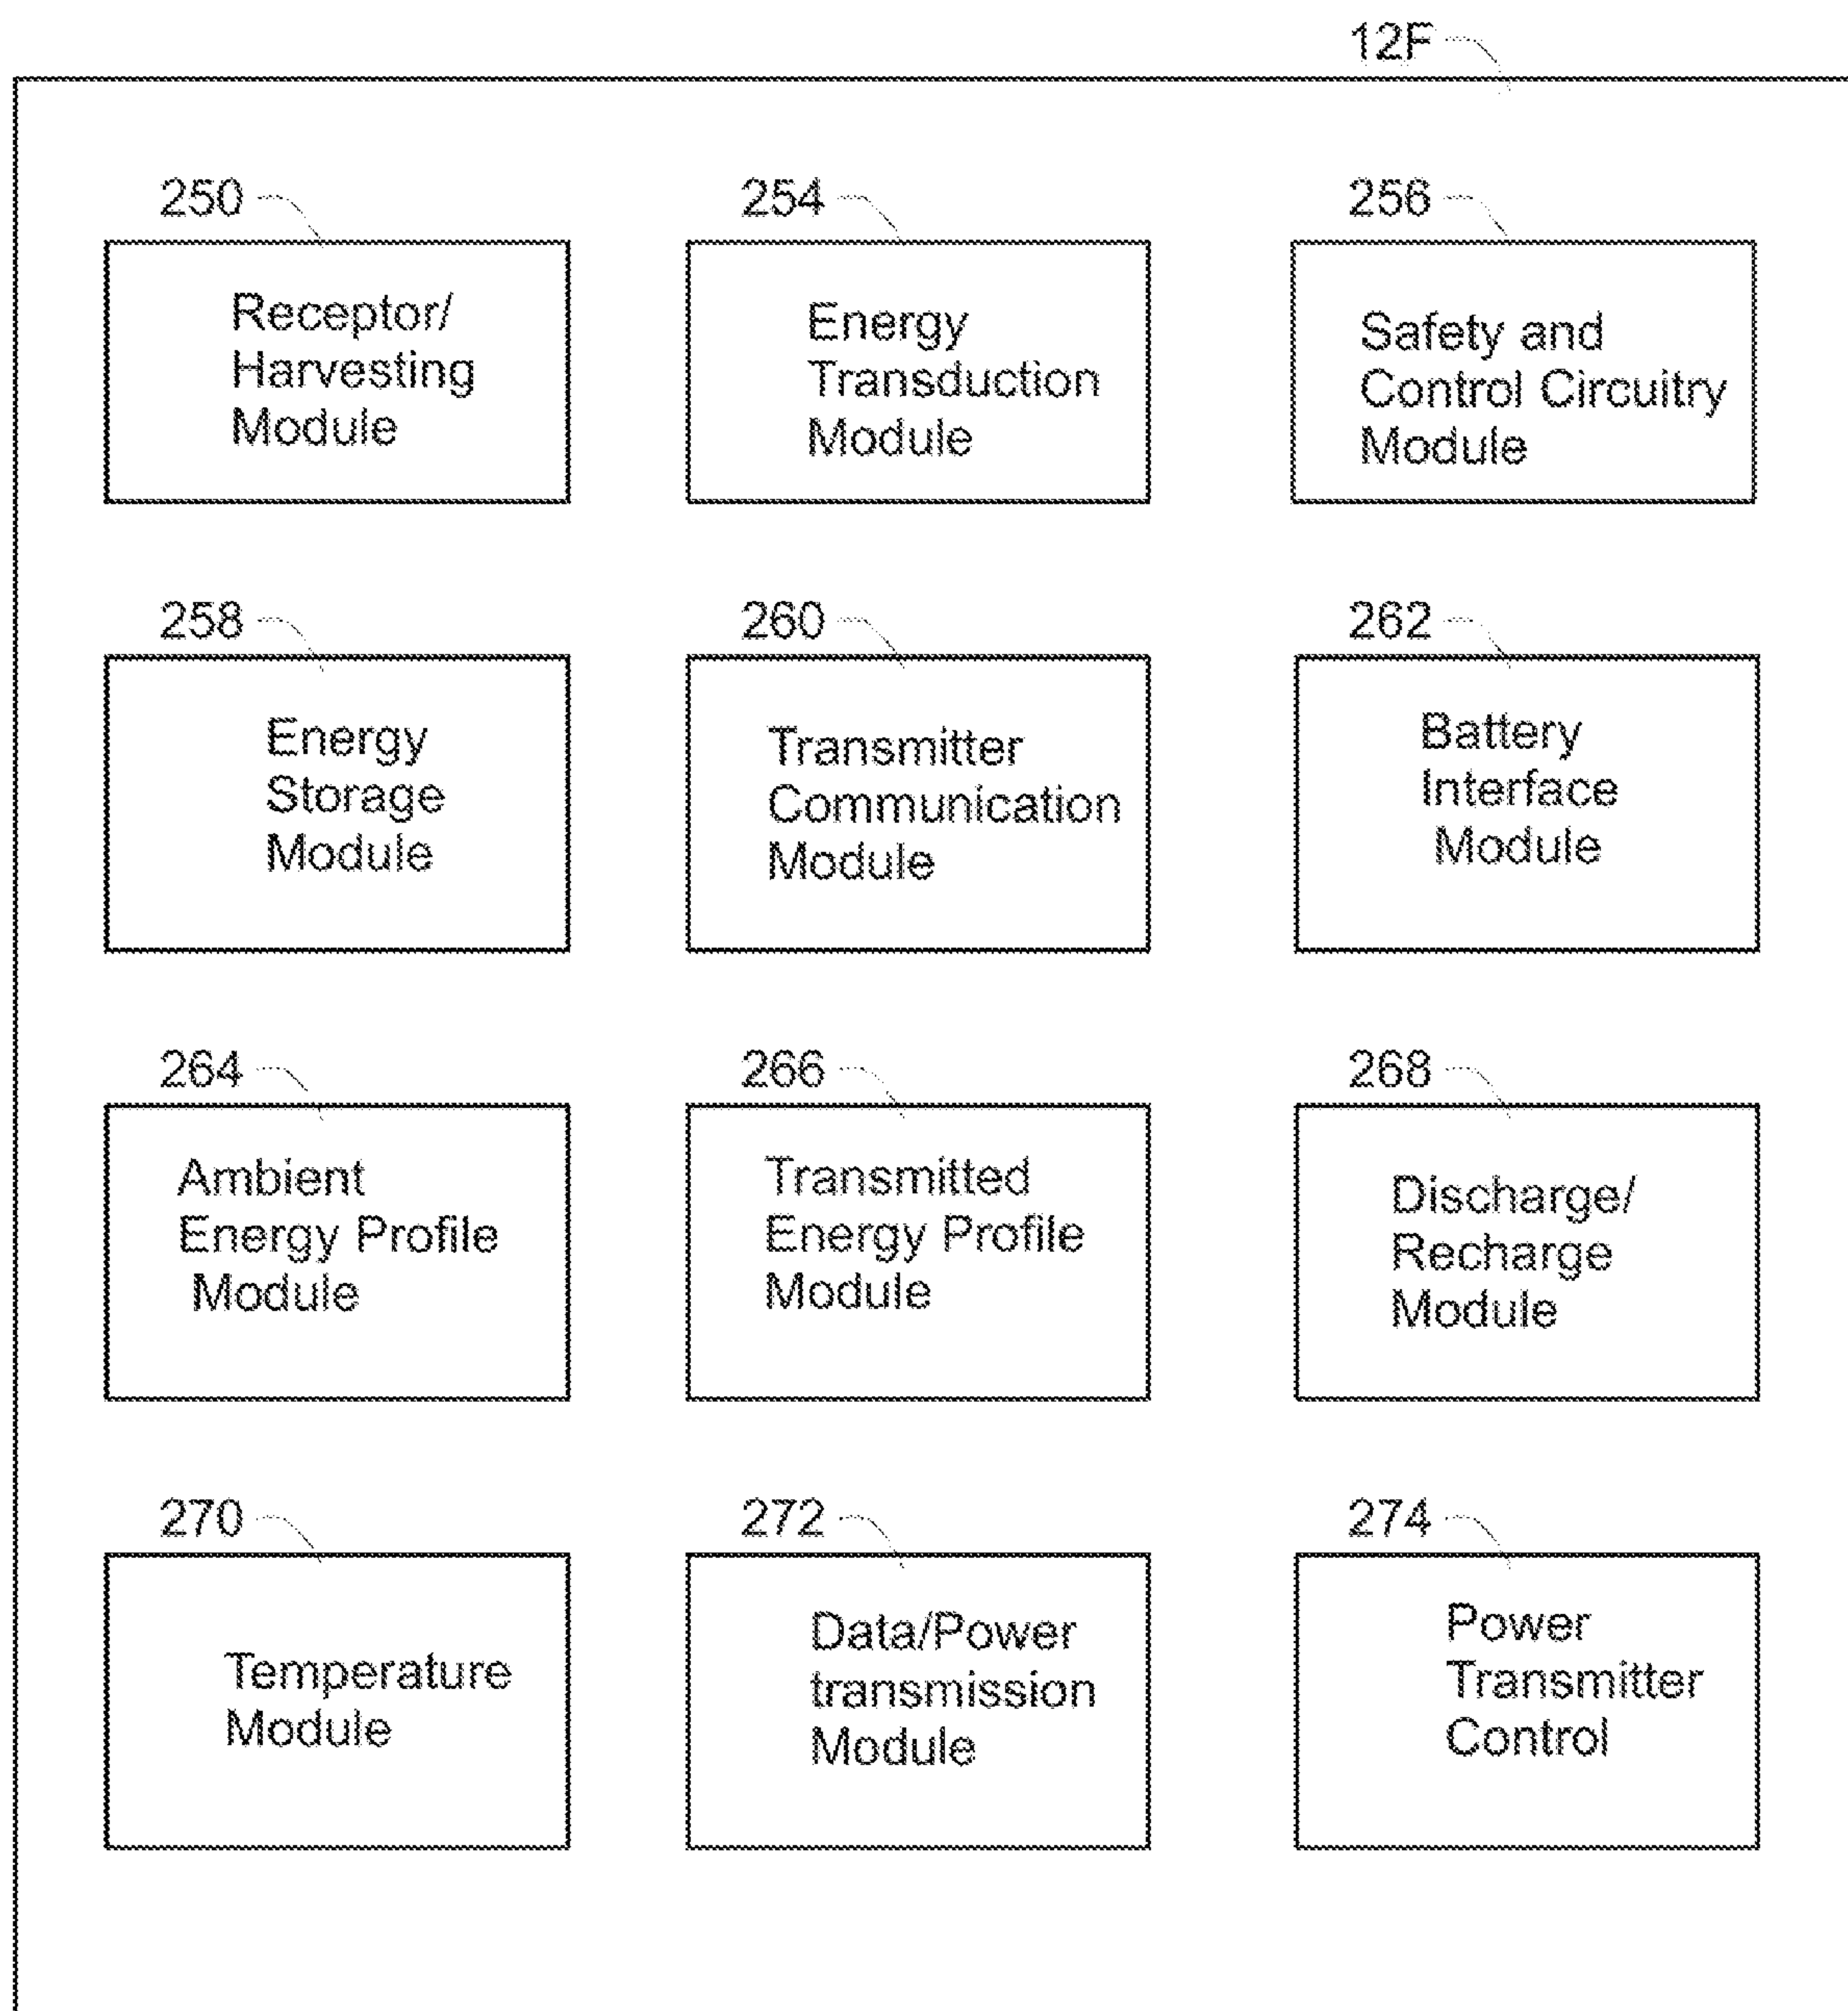 12F
250
Receptor/
Harvesting
Module
254
Energy
Transduction
Module
256
Safety and
Control Circuitry
Module
258
Energy
Storage
Module
260
Transmitter
Communication
Module
262
Battery
Interface
Module
264
Ambient
Energy Profile
Module
266
Transmitted
Energy Profile
Module
268
Discharge/
Recharge
Module
270
Temperature
Module
272
Data/Power
transmission
Module
274
Power
Transmitter
Control